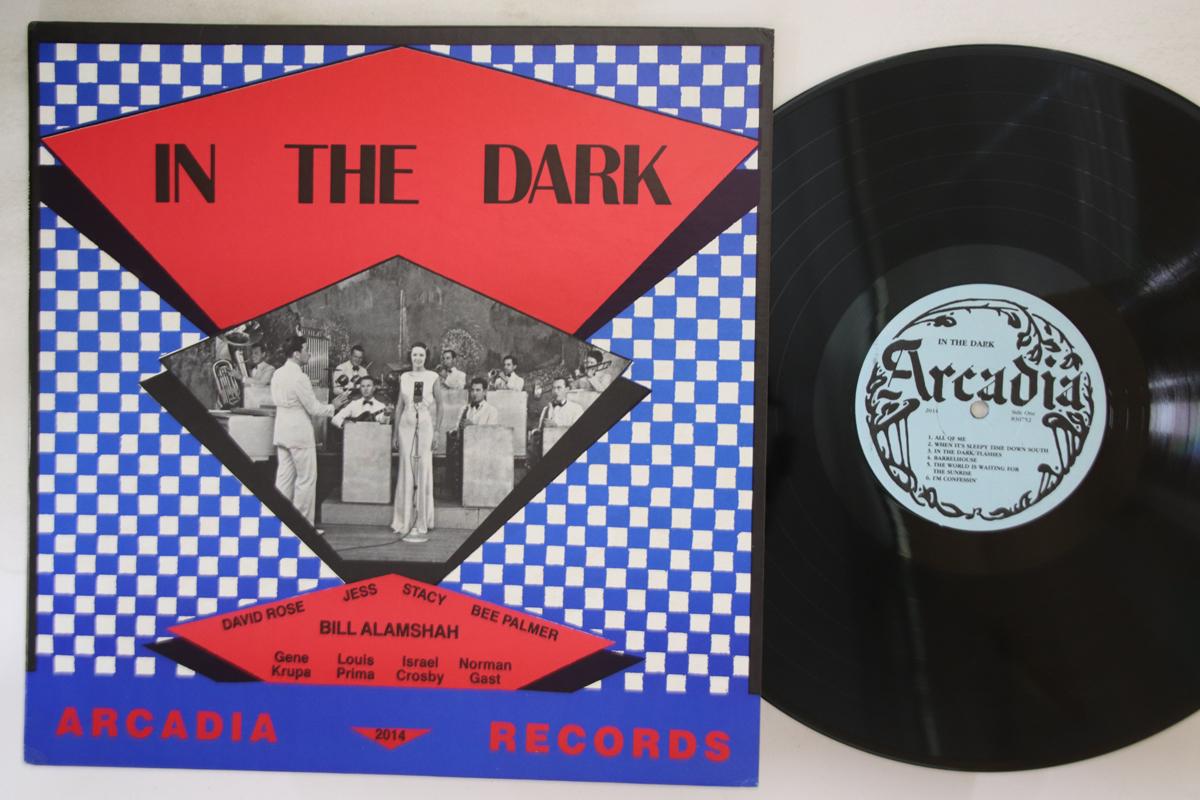 IN THE DARK
DAVID ROSE
JESS STACY
BEE PALMER
BILL ALAMSHAH
Gene Krupa
Louis Prima
Israel Crosby
Norman Gast
ARCADIA 2014 RECORDS
IN THE DARK
Arcadia
2014
Side One
930752
1. ALL OF ME
2. WHEN IT'S SLEEPY TIME DOWN SOUTH
3. IN THE DARK/FLASHES
4. BARRELHOUSE
5. THE WORLD IS WAITING FOR
THE SUNRISE
6. I'M CONFESSIN'